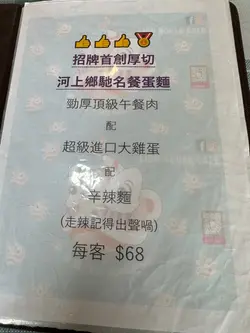 👍👍👍🏅
招牌首創厚切
河上鄉馳名餐蛋麵
勁厚頂級午餐肉
配
超級進口大雞蛋
配
辛辣麵
(走辣記得出聲喎)
每客 $68